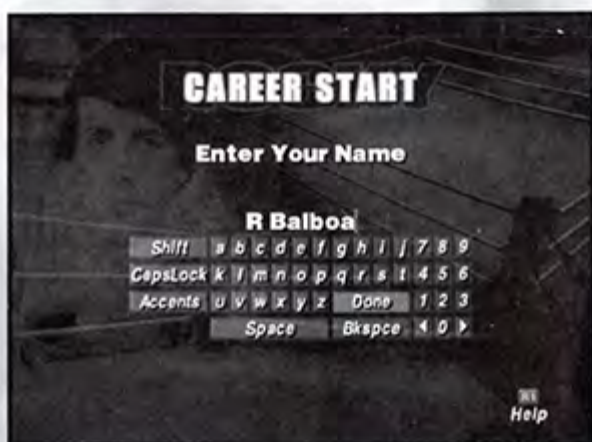 CAREER START
Enter Your Name
R Balboa
Shift a b c d e f g h i j 7 8 9
CapsLock k l m n o p q r s t 4 5 6
Accents u v w x y z Done 1 2 3
Space Bkspce 0
Help